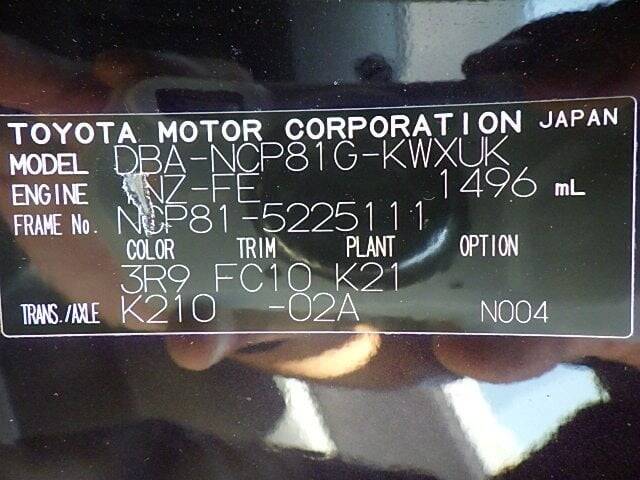 TOYOTA MOTOR CORPORATION JAPAN
MODEL DBA-NCP81G-KWXUK
ENGINE NZ-FE 1496 mL
FRAME No. NCP81-5225111
COLOR TRIM PLANT OPTION
3R9 FC10 K21
TRANS./AXLE K210 -02A N004